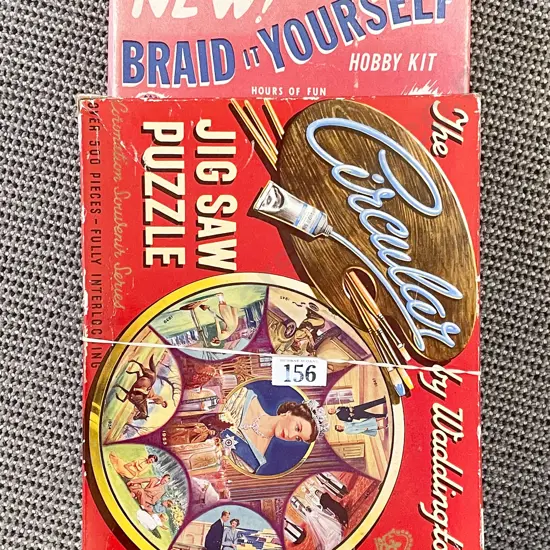 NEW!
BRAID IT YOURSELF
HOBBY KIT
HOURS OF FUN
The
Circular
by Waddingto
JIG SAW
PUZZLE
Coronation Souvenir Series
OVER 500 PIECES - FULLY INTERLOCKING
156